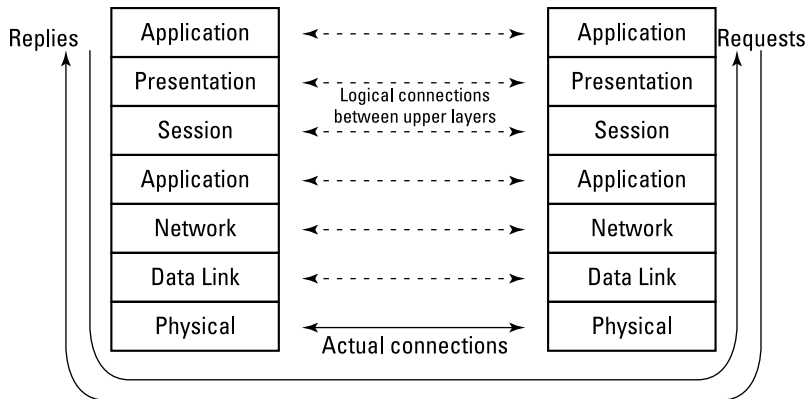 Replies
Application
Presentation
Session
Application
Network
Data Link
Physical
Logical connections
between upper layers
Actual connections
Application
Presentation
Session
Application
Network
Data Link
Physical
Requests